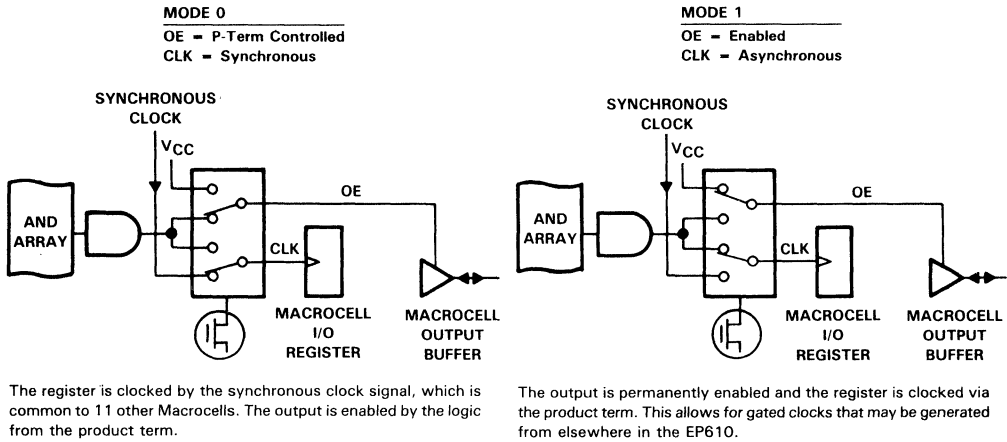 MODE 0
OE = P-Term Controlled
CLK = Synchronous
SYNCHRONOUS
CLOCK
VCC
AND
ARRAY
OE
CLK
MACROCELL
I/O
REGISTER
MACROCELL
OUTPUT
BUFFER
The register is clocked by the synchronous clock signal, which is
common to 11 other Macrocells. The output is enabled by the logic
from the product term.
MODE 1
OE = Enabled
CLK = Asynchronous
SYNCHRONOUS
CLOCK
VCC
AND
ARRAY
OE
CLK
MACROCELL
I/O
REGISTER
MACROCELL
OUTPUT
BUFFER
The output is permanently enabled and the register is clocked via
the product term. This allows for gated clocks that may be generated
from elsewhere in the EP610.